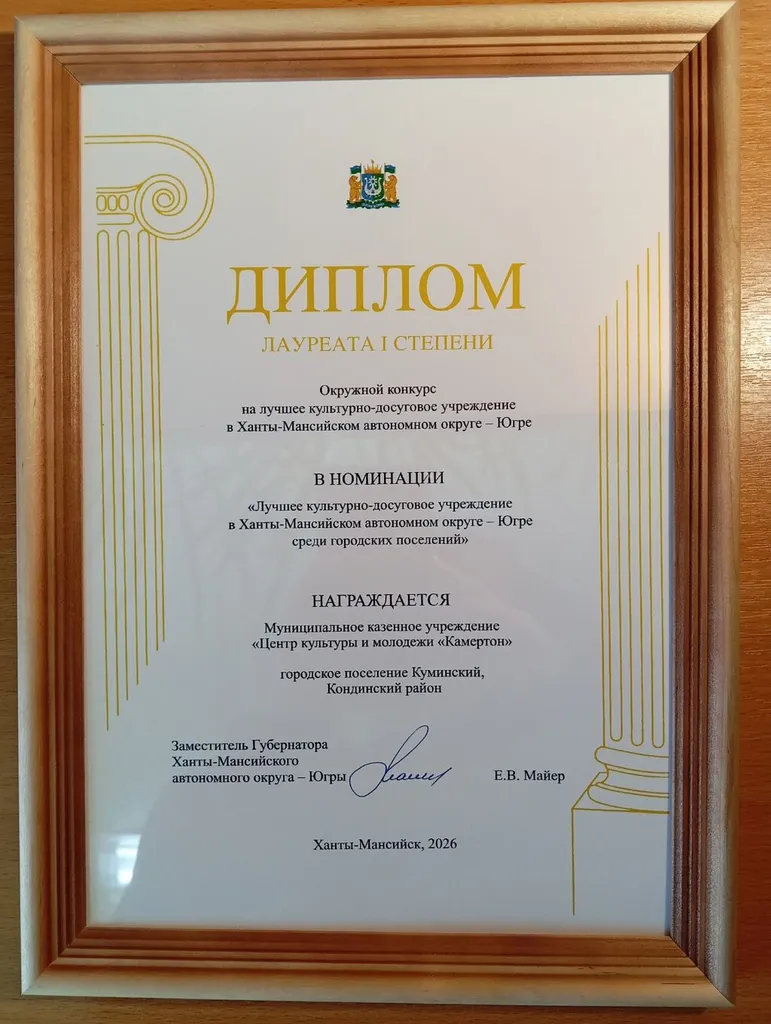 ДИПЛОМ
ЛАУРЕАТА I СТЕПЕНИ
Окружной конкурс
на лучшее культурно-досуговое учреждение
в Ханты-Мансийском автономном округе – Югре
В НОМИНАЦИИ
«Лучшее культурно-досуговое учреждение
в Ханты-Мансийском автономном округе – Югре
среди городских поселений»
НАГРАЖДАЕТСЯ
Муниципальное казенное учреждение
«Центр культуры и молодежи «Камертон»
городское поселение Куминский,
Кондинский район
Заместитель Губернатора
Ханты-Мансийского
автономного округа – Югры
Е.В. Майер
Ханты-Мансийск, 2026